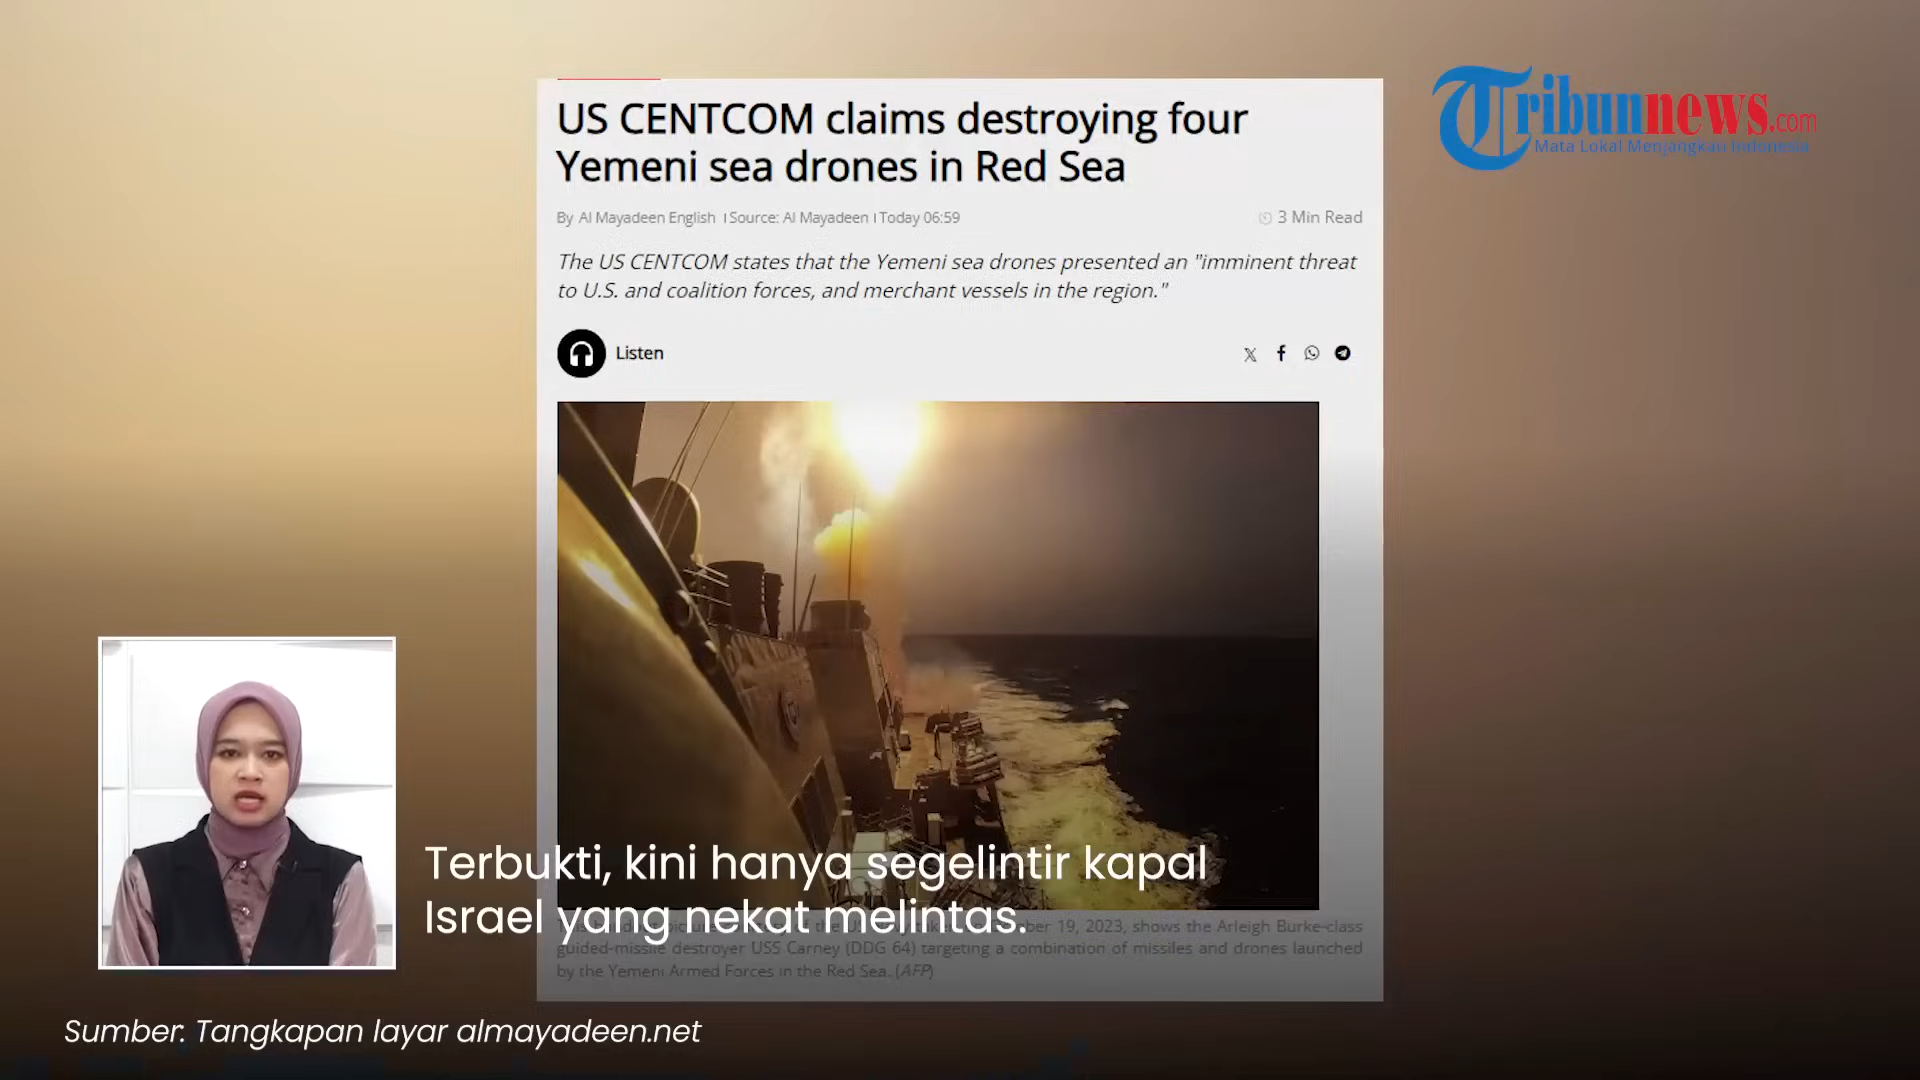 US CENTCOM claims destroying four
Yemeni sea drones in Red Sea
By Al Mayadeen English | Source: Al Mayadeen | Today 06:59
3 Min Read
The US CENTCOM states that the Yemeni sea drones presented an "imminent threat
to U.S. and coalition forces, and merchant vessels in the region."
Listen
Tribunnews.com
Mata Lokal Menjangkau Indonesia
Terbukti, kini hanya segelintir kapal
Israel yang nekat melintas.
19, 2023, shows the Arleigh Burke-class
guided-missile destroyer USS Carney (DDG 64) targeting a combination of missiles and drones launched
by the Yemeni Armed Forces in the Red Sea. (AFP)
Sumber: Tangkapan layar almayadeen.net